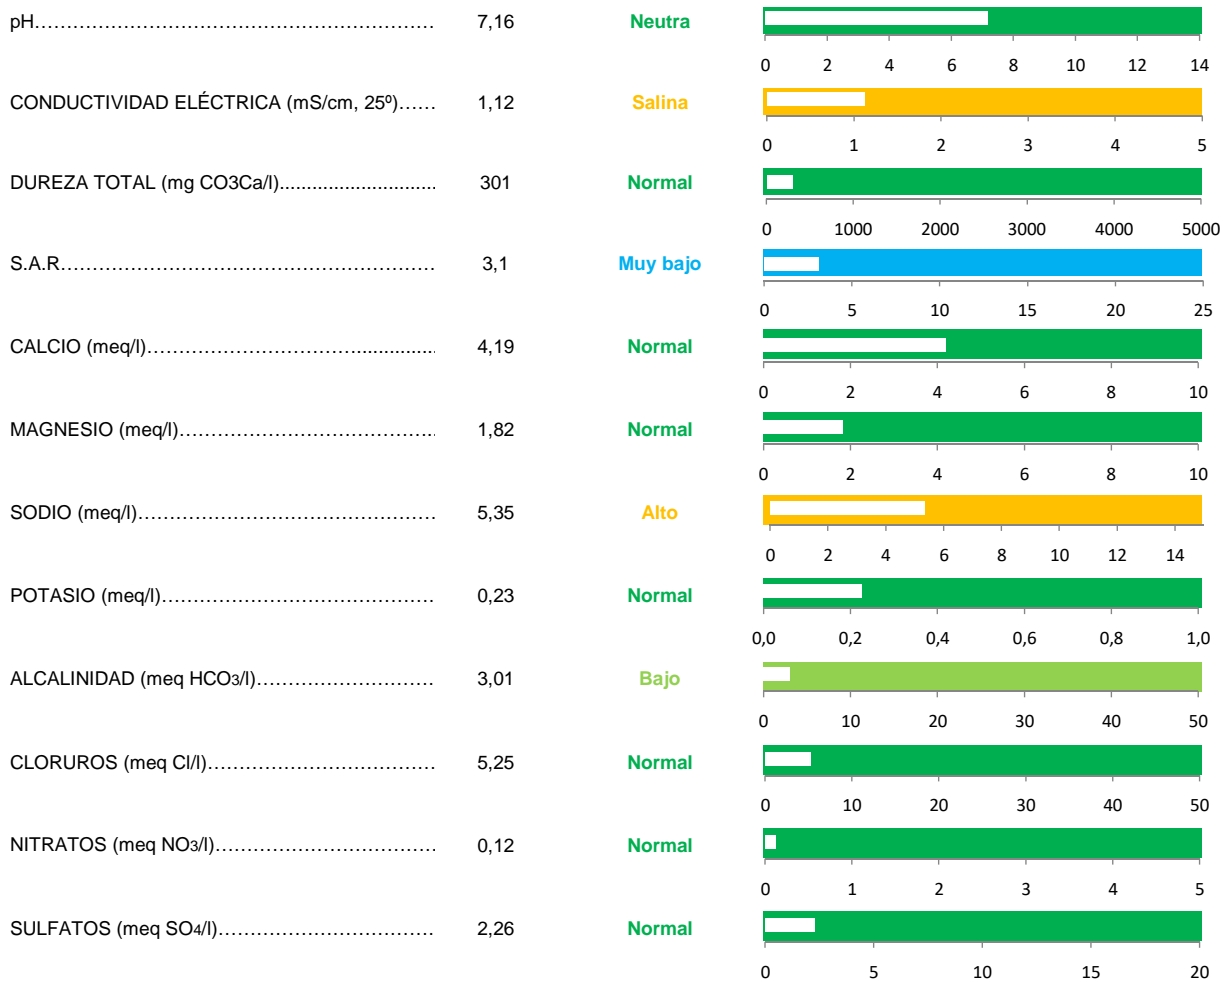 pH……………………………………………………… 7,16 Neutra
0 2 4 6 8 10 12 14
CONDUCTIVIDAD ELÉCTRICA (mS/cm, 25º)…… 1,12 Salina
0 1 2 3 4 5
DUREZA TOTAL (mg CO3Ca/l)............................. 301 Normal
0 1000 2000 3000 4000 5000
S.A.R…………………………………………………… 3,1 Muy bajo
0 5 10 15 20 25
CALCIO (meq/l)……………………………............... 4,19 Normal
0 2 4 6 8 10
MAGNESIO (meq/l)………………………………….. 1,82 Normal
0 2 4 6 8 10
SODIO (meq/l)………………………………………… 5,35 Alto
0 2 4 6 8 10 12 14
POTASIO (meq/l)……………………………………… 0,23 Normal
0,0 0,2 0,4 0,6 0,8 1,0
ALCALINIDAD (meq HCO3/l)………………………… 3,01 Bajo
0 10 20 30 40 50
CLORUROS (meq Cl/l)……………………………… 5,25 Normal
0 10 20 30 40 50
NITRATOS (meq NO3/l)……………………………… 0,12 Normal
0 1 2 3 4 5
SULFATOS (meq SO4/l)……………………………. 2,26 Normal
0 5 10 15 20